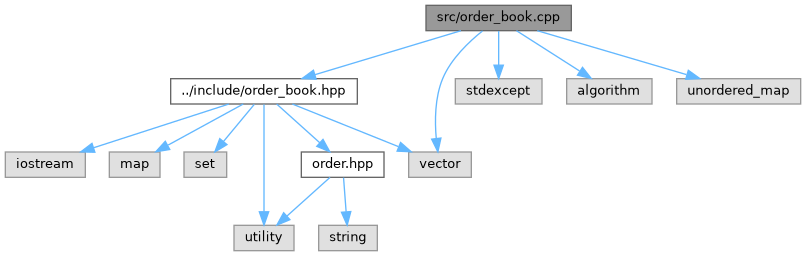 src/order_book.cpp
../include/order_book.hpp
stdexcept
algorithm
unordered_map
iostream
map
set
order.hpp
vector
utility
string